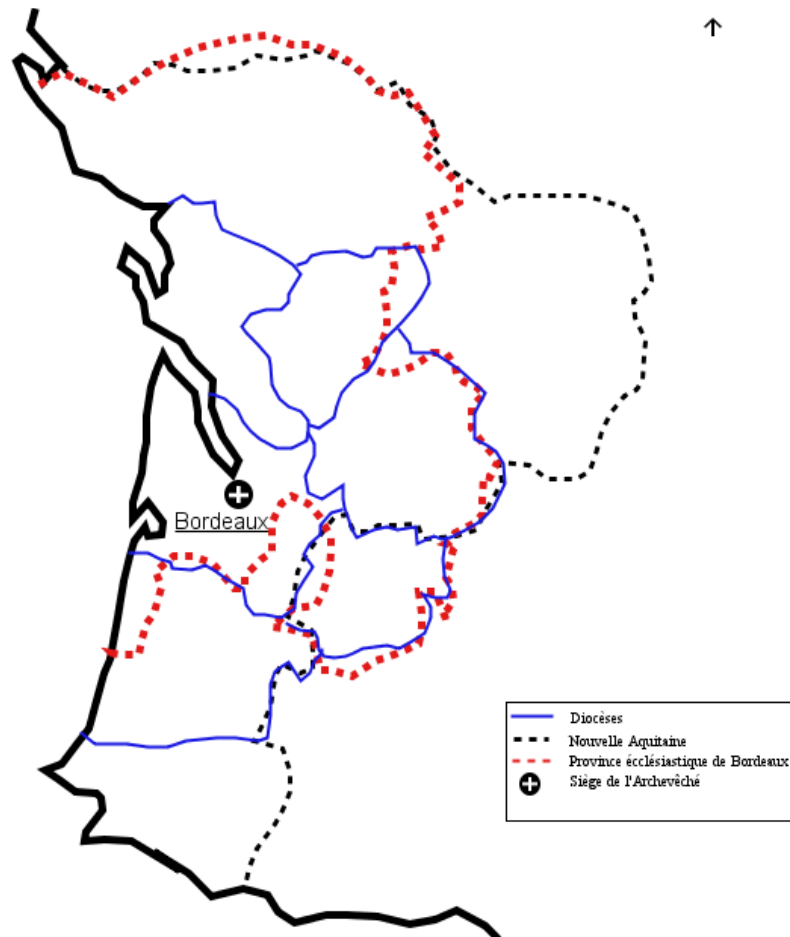 Bordeaux
Diocèses
Nouvelle Aquitaine
Province écclésiastique de Bordeaux
Siège de l'Archevêché